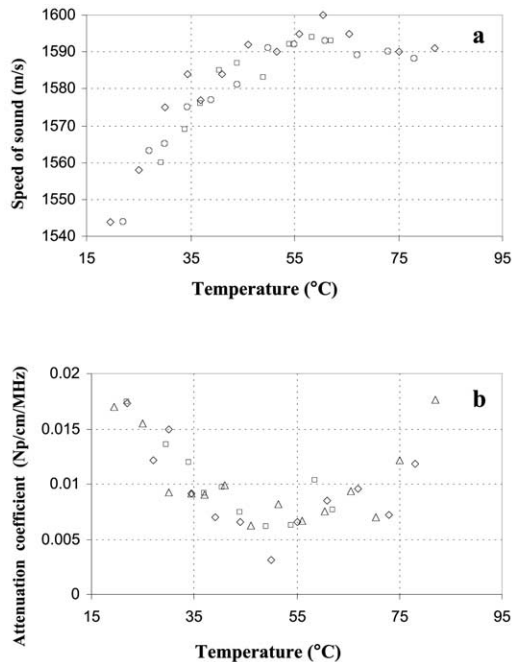 1600
1590
1580
1570
1560
1550
1540
Speed of sound (m/s)
a
15 35 55 75 95
Temperature (°C)
0.02
0.015
0.01
0.005
0
Attenuation coefficient (Np/cm/MHz)
b
15 35 55 75 95
Temperature (°C)